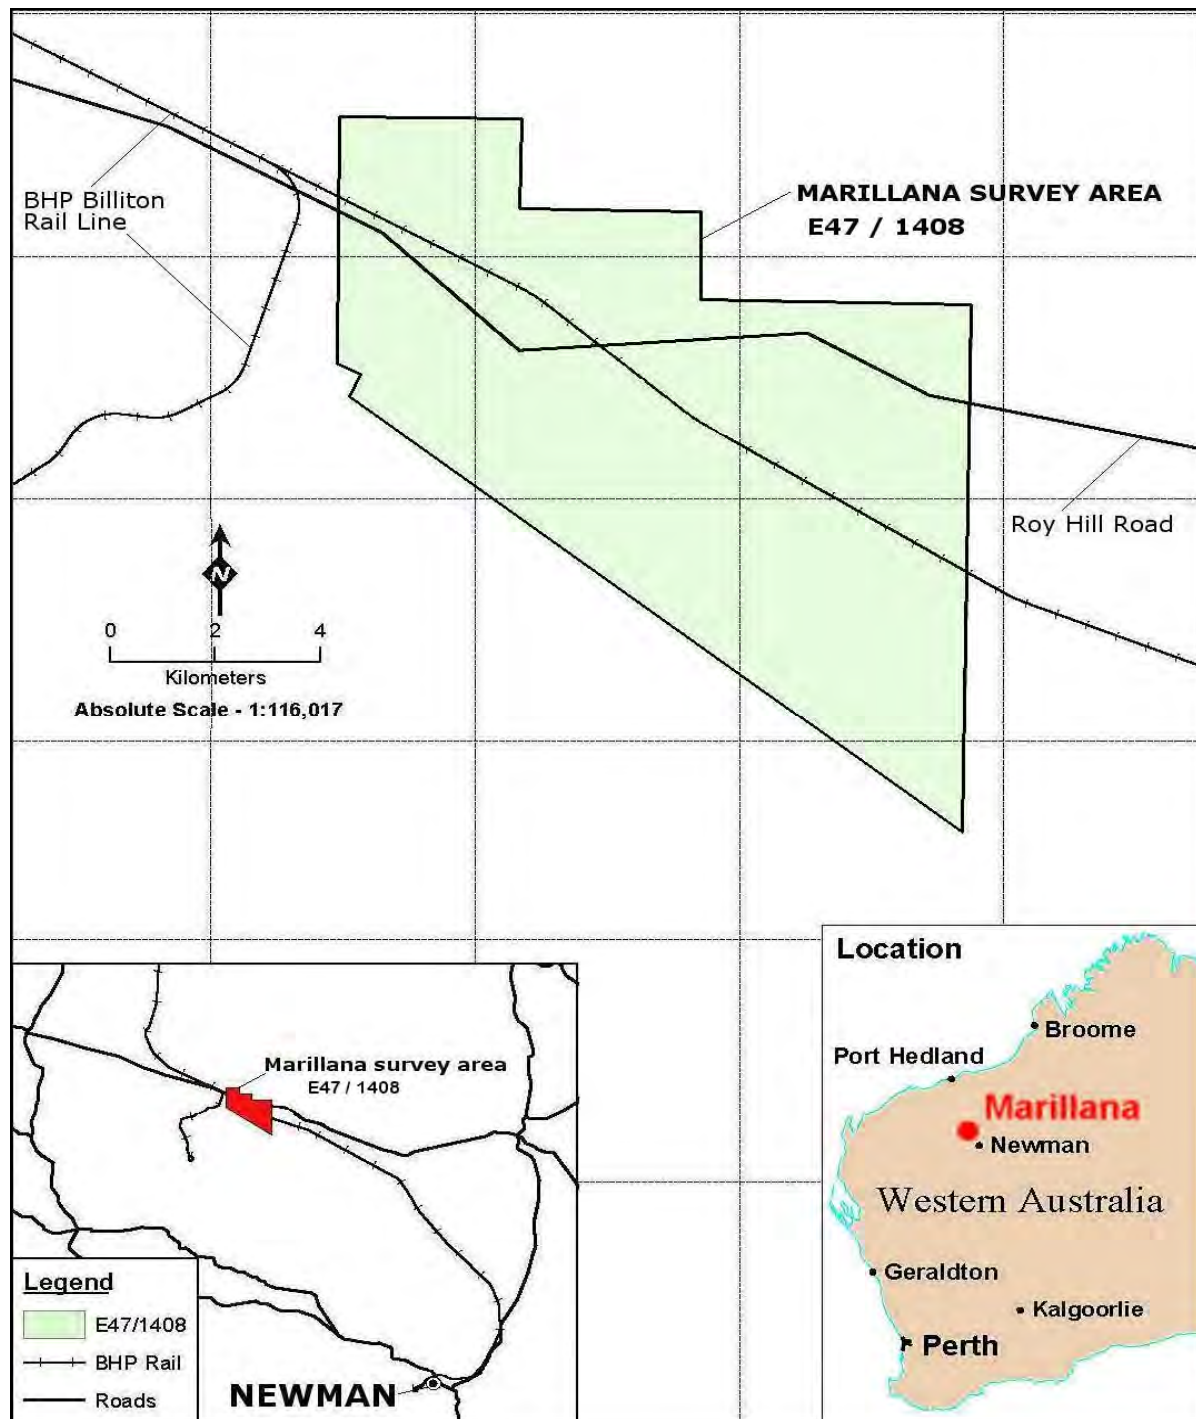 BHP Billiton
Rail Line
MARILLANA SURVEY AREA
E47 / 1408
Roy Hill Road
N
0 2 4
Kilometers
Absolute Scale - 1:116,017
Marillana survey area
E47 / 1408
Legend
E47/1408
BHP Rail
Roads
NEWMAN
Location
Broome
Port Hedland
Marillana
Newman
Western Australia
Geraldton
Kalgoorlie
Perth